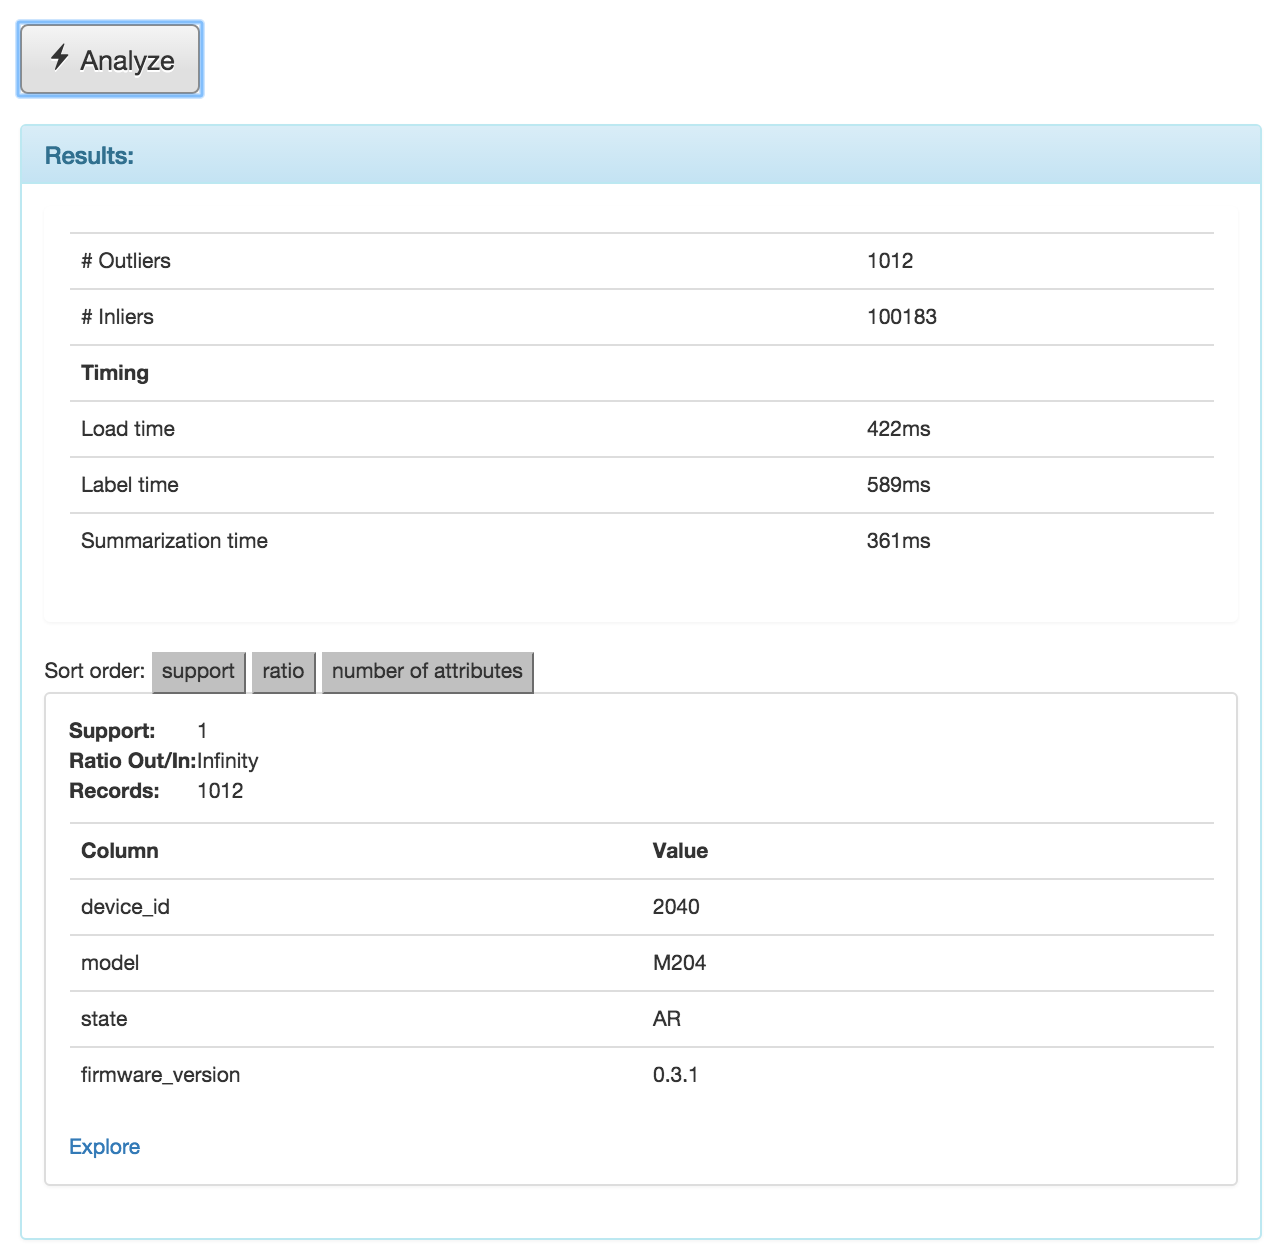 Analyze
Results:
# Outliers 1012
# Inliers 100183
Timing
Load time 422ms
Label time 589ms
Summarization time 361ms
Sort order: support ratio number of attributes
Support: 1
Ratio Out/In:Infinity
Records: 1012
Column Value
device_id 2040
model M204
state AR
firmware_version 0.3.1
Explore